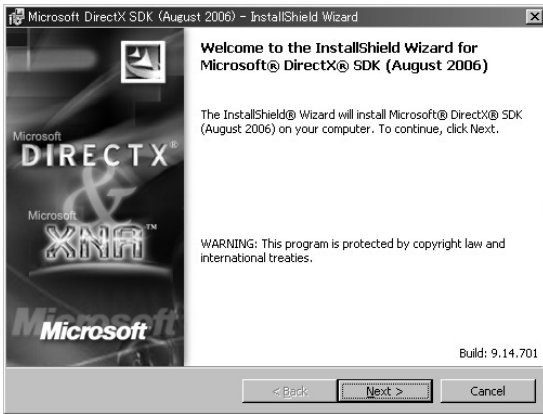 Microsoft DirectX SDK (August 2006) - InstallShield Wizard
Welcome to the InstallShield Wizard for
Microsoft® DirectX® SDK (August 2006)
The InstallShield® Wizard will install Microsoft® DirectX® SDK
(August 2006) on your computer. To continue, click Next.
Microsoft
DIRECTX®
&
Microsoft
XNA™
WARNING: This program is protected by copyright law and
international treaties.
Microsoft
Microsoft
Build: 9.14.701
< Back
Next >
Cancel